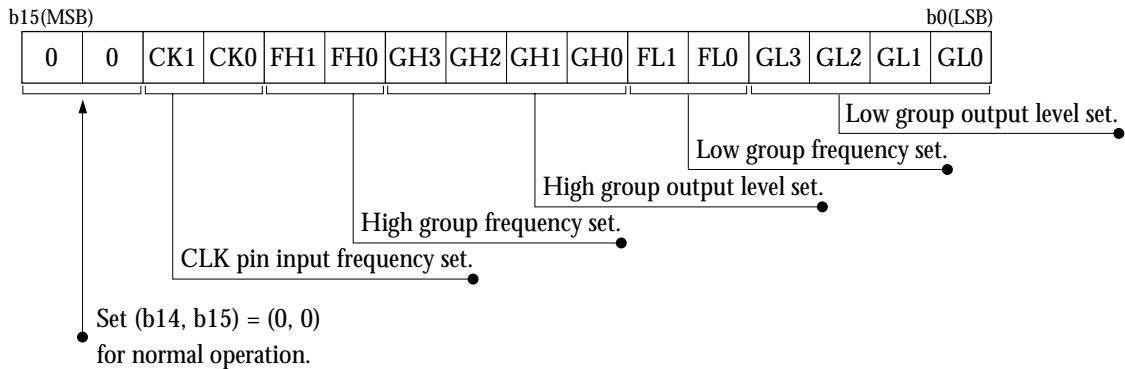 b15(MSB) b0(LSB)
0 0 CK1 CK0 FH1 FH0 GH3 GH2 GH1 GH0 FL1 FL0 GL3 GL2 GL1 GL0
Low group output level set.
Low group frequency set.
High group output level set.
High group frequency set.
CLK pin input frequency set.
Set (b14, b15) = (0, 0)
for normal operation.